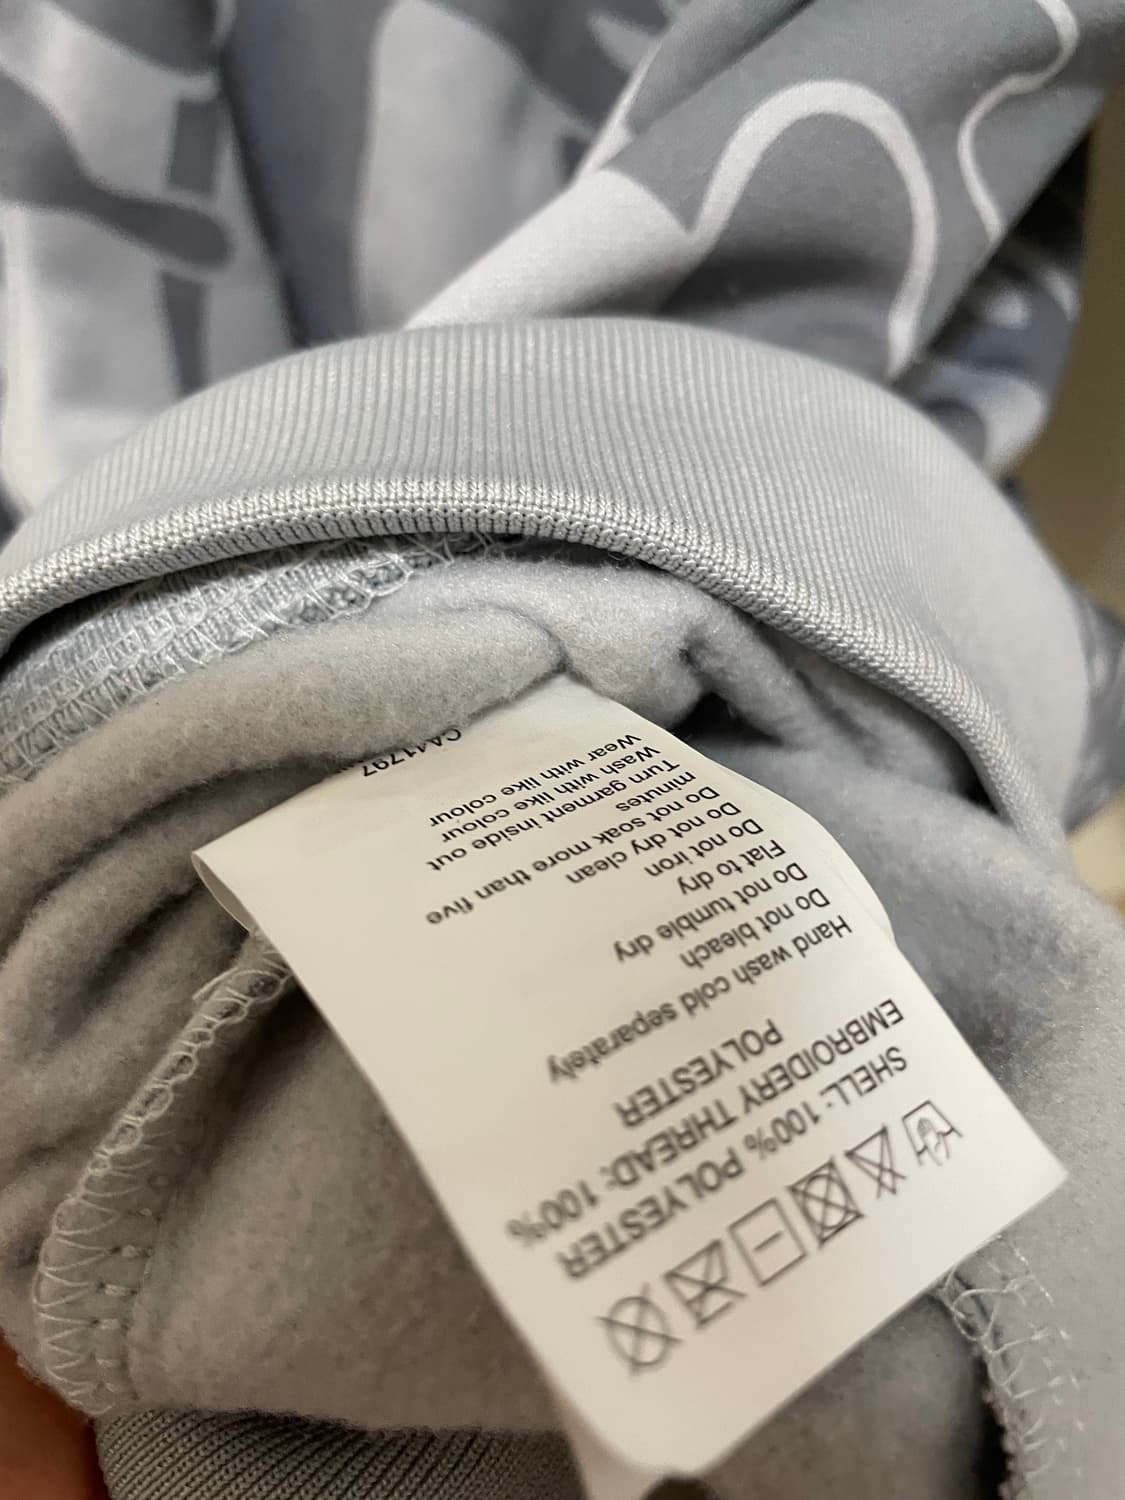 SHELL: 100% POLYESTER
EMBROIDERY THREAD: 100%
POLYESTER
Hand wash cold separately
Do not bleach
Do not tumble dry
Flat to dry
Do not iron
Do not dry clean
Do not soak more than five
minutes
Turn garment inside out
Wash with like colour
Wear with like colour
CA41797